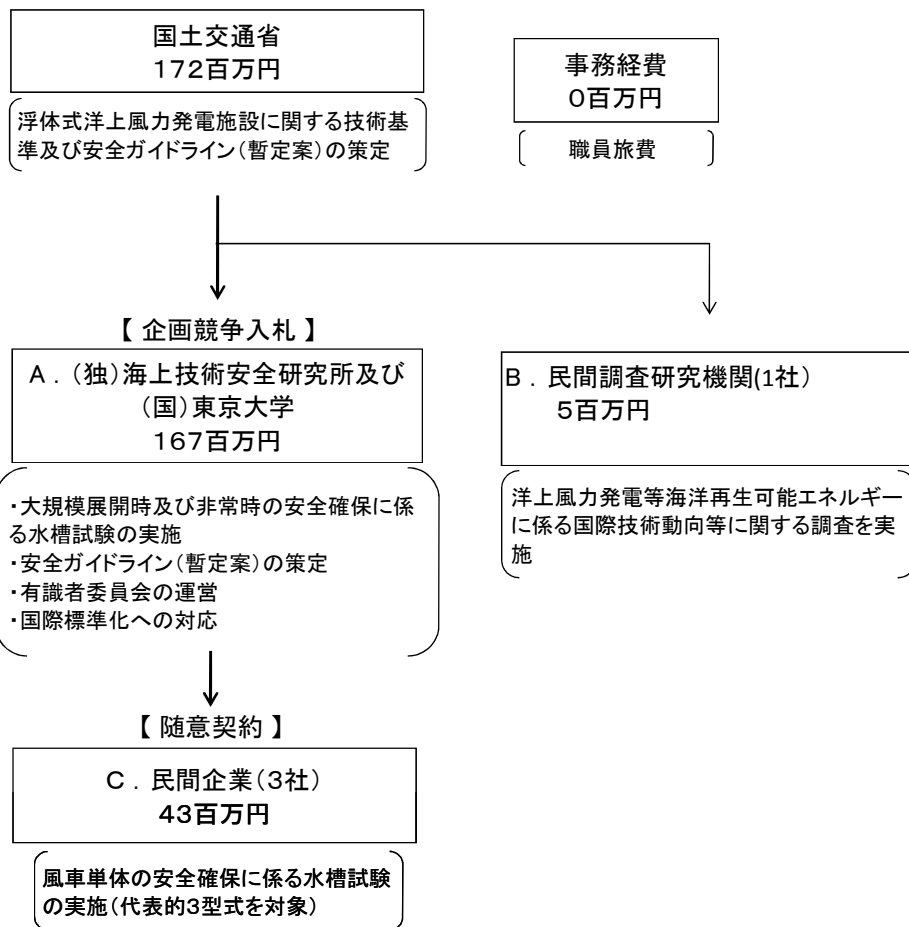 国土交通省
172百万円
浮体式洋上風力発電施設に関する技術基
準及び安全ガイドライン(暫定案)の策定
事務経費
0百万円
職員旅費
【 企画競争入札 】
A．(独)海上技術安全研究所及び
(国)東京大学
167百万円
・大規模展開時及び非常時の安全確保に係
る水槽試験の実施
・安全ガイドライン(暫定案)の策定
・有識者委員会の運営
・国際標準化への対応
B．民間調査研究機関(1社)
5百万円
洋上風力発電等海洋再生可能エネルギー
に係る国際技術動向等に関する調査を実
施
【 随意契約 】
C．民間企業(3社)
43百万円
風車単体の安全確保に係る水槽試験
の実施(代表的3型式を対象)